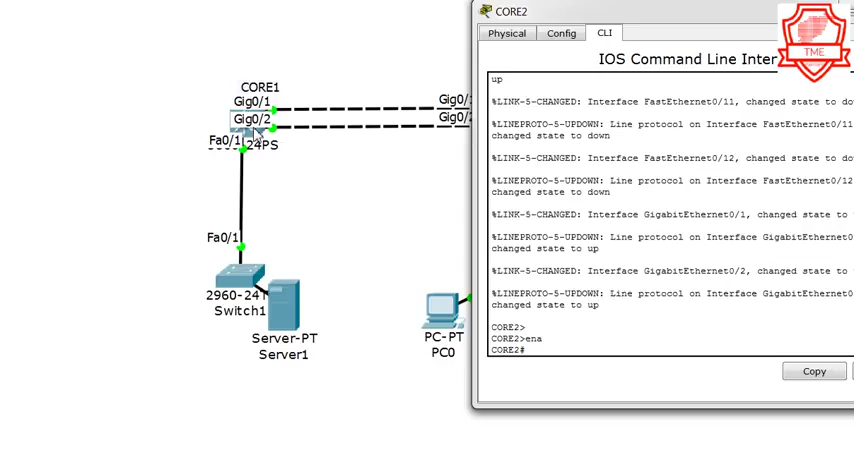 CORE2
TME
Physical
Config
CLI
IOS Command Line Inter
up
%LINK-5-CHANGED: Interface FastEthernet0/11, changed state to do
%LINEPROTO-5-UPDOWN: Line protocol on Interface FastEthernet0/11
changed state to down
%LINK-5-CHANGED: Interface FastEthernet0/12, changed state to do
%LINEPROTO-5-UPDOWN: Line protocol on Interface FastEthernet0/12
changed state to down
%LINK-5-CHANGED: Interface GigabitEthernet0/1, changed state to
%LINEPROTO-5-UPDOWN: Line protocol on Interface GigabitEthernet0
changed state to up
%LINK-5-CHANGED: Interface GigabitEthernet0/2, changed state to
%LINEPROTO-5-UPDOWN: Line protocol on Interface GigabitEthernet0
changed state to up
CORE2>
CORE2>ena
CORE2#
Copy
CORE1
Gig0/1
Gig0/2
Fa0/1
24PS
Gig0/1
Gig0/2
Fa0/1
2960-24T
Switch1
Server-PT
Server1
PC-PT
PC0